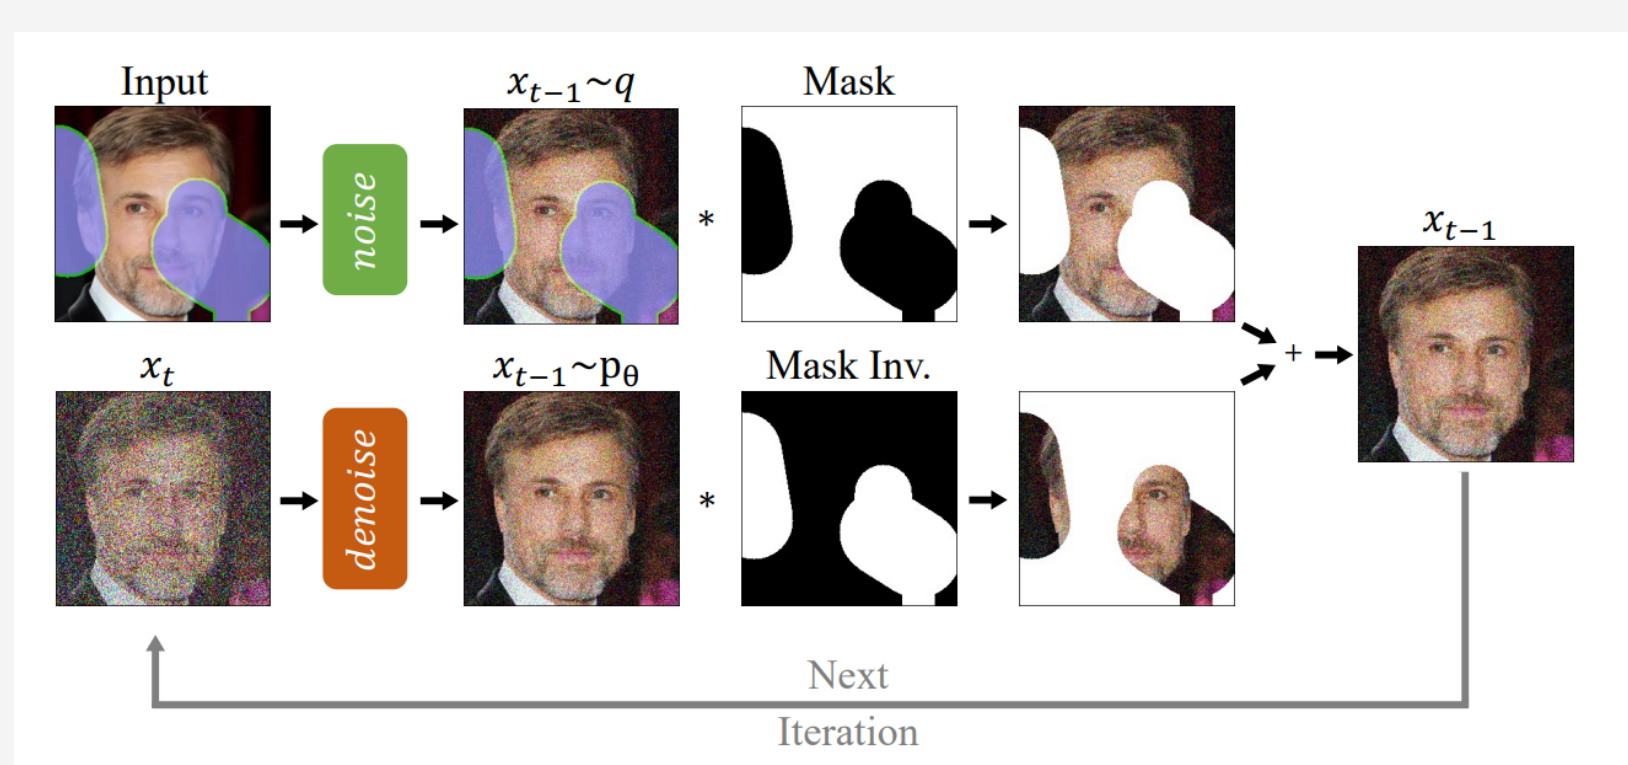 Input
x_{t−1}~q
Mask
noise
*
x_{t−1}
x_t
x_{t−1}~p_θ
Mask Inv.
+
denoise
*
Next
Iteration